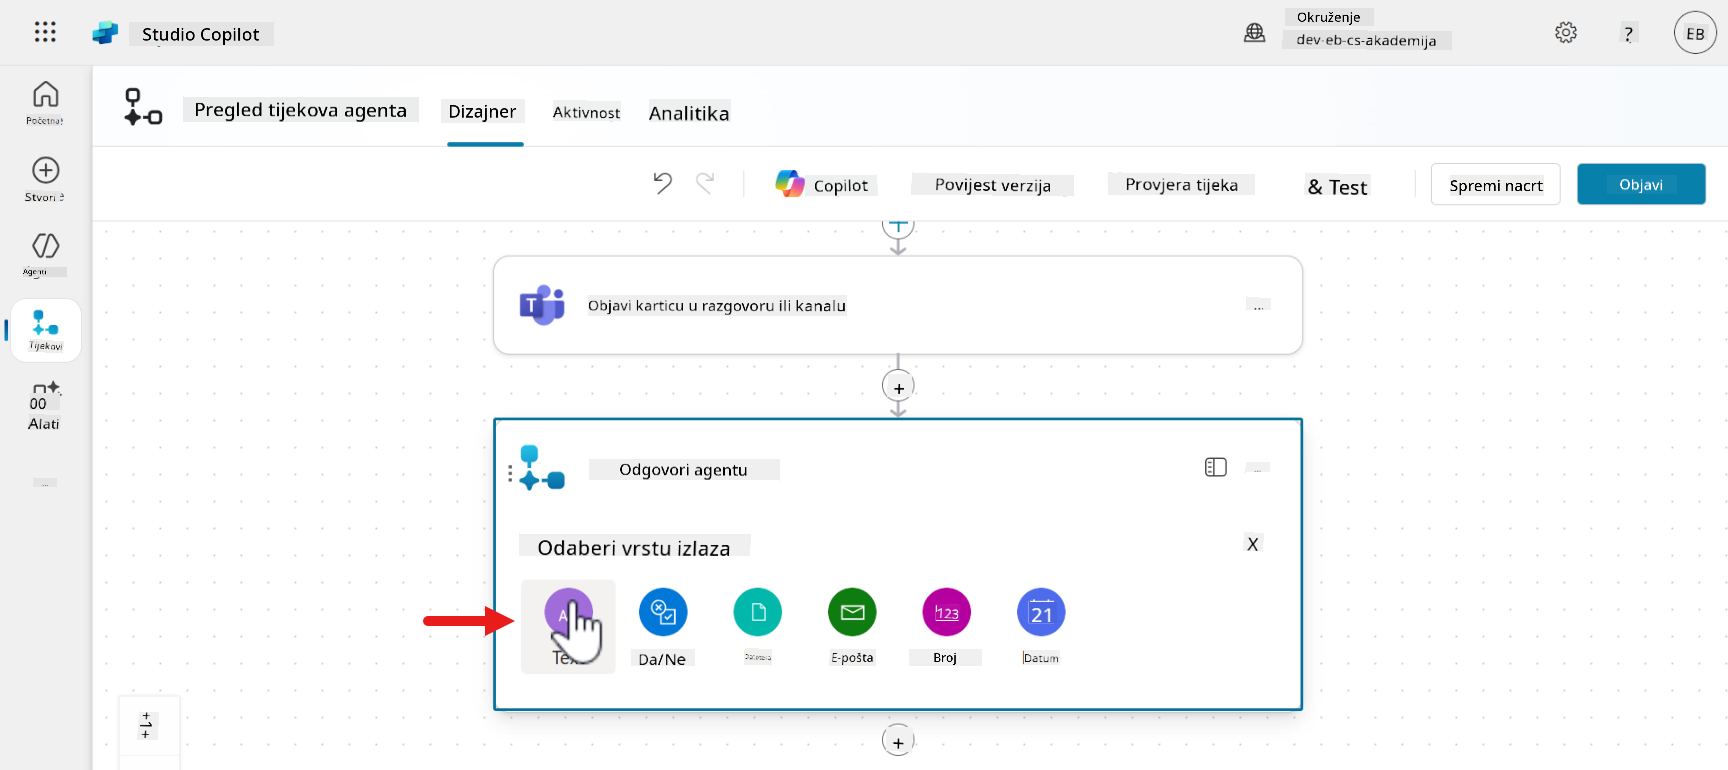 Studio Copilot
Okruženje
dev-eb-cs-akademija
?
EB
Početna
Pregled tijekova agenta
Dizajner
Aktivnost
Analitika
Stvori
Copilot
Povijest verzija
Provjera tijeka
& Test
Spremi nacrt
Objavi
Agenti
Objavi karticu u razgovoru ili kanalu
...
Tijekovi
00
Alati
...
Odgovori agentu
...
Odaberi vrstu izlaza
X
123
21
Da/Ne
E-pošta
Broj
Datum